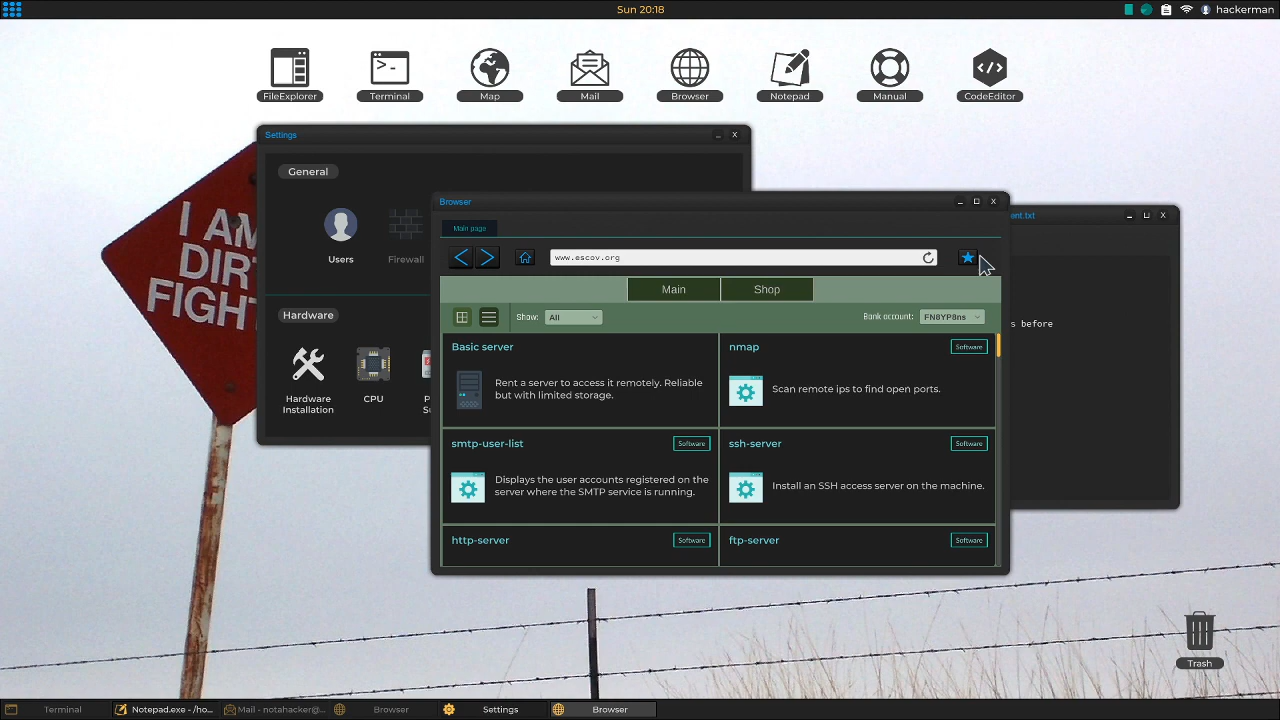 Sun 20:18
hackerman
FileExplorer
Terminal
Map
Mail
Browser
Notepad
Manual
CodeEditor
I AM
DIR
FIGHT
Settings
General
Users
Firewall
Hardware
Hardware
Installation
CPU
ent.txt
s before
Browser
Main page
www.escov.org
Main
Shop
Show:
All
Bank account:
FN8YP8ns
Basic server
Rent a server to access it remotely. Reliable
but with limited storage.
nmap
Software
Scan remote ips to find open ports.
smtp-user-list
Software
Displays the user accounts registered on the
server where the SMTP service is running.
ssh-server
Software
Install an SSH access server on the machine.
http-server
Software
ftp-server
Software
Trash
Terminal
Notepad.exe - /ho...
Mail - notahacker@...
Browser
Settings
Browser